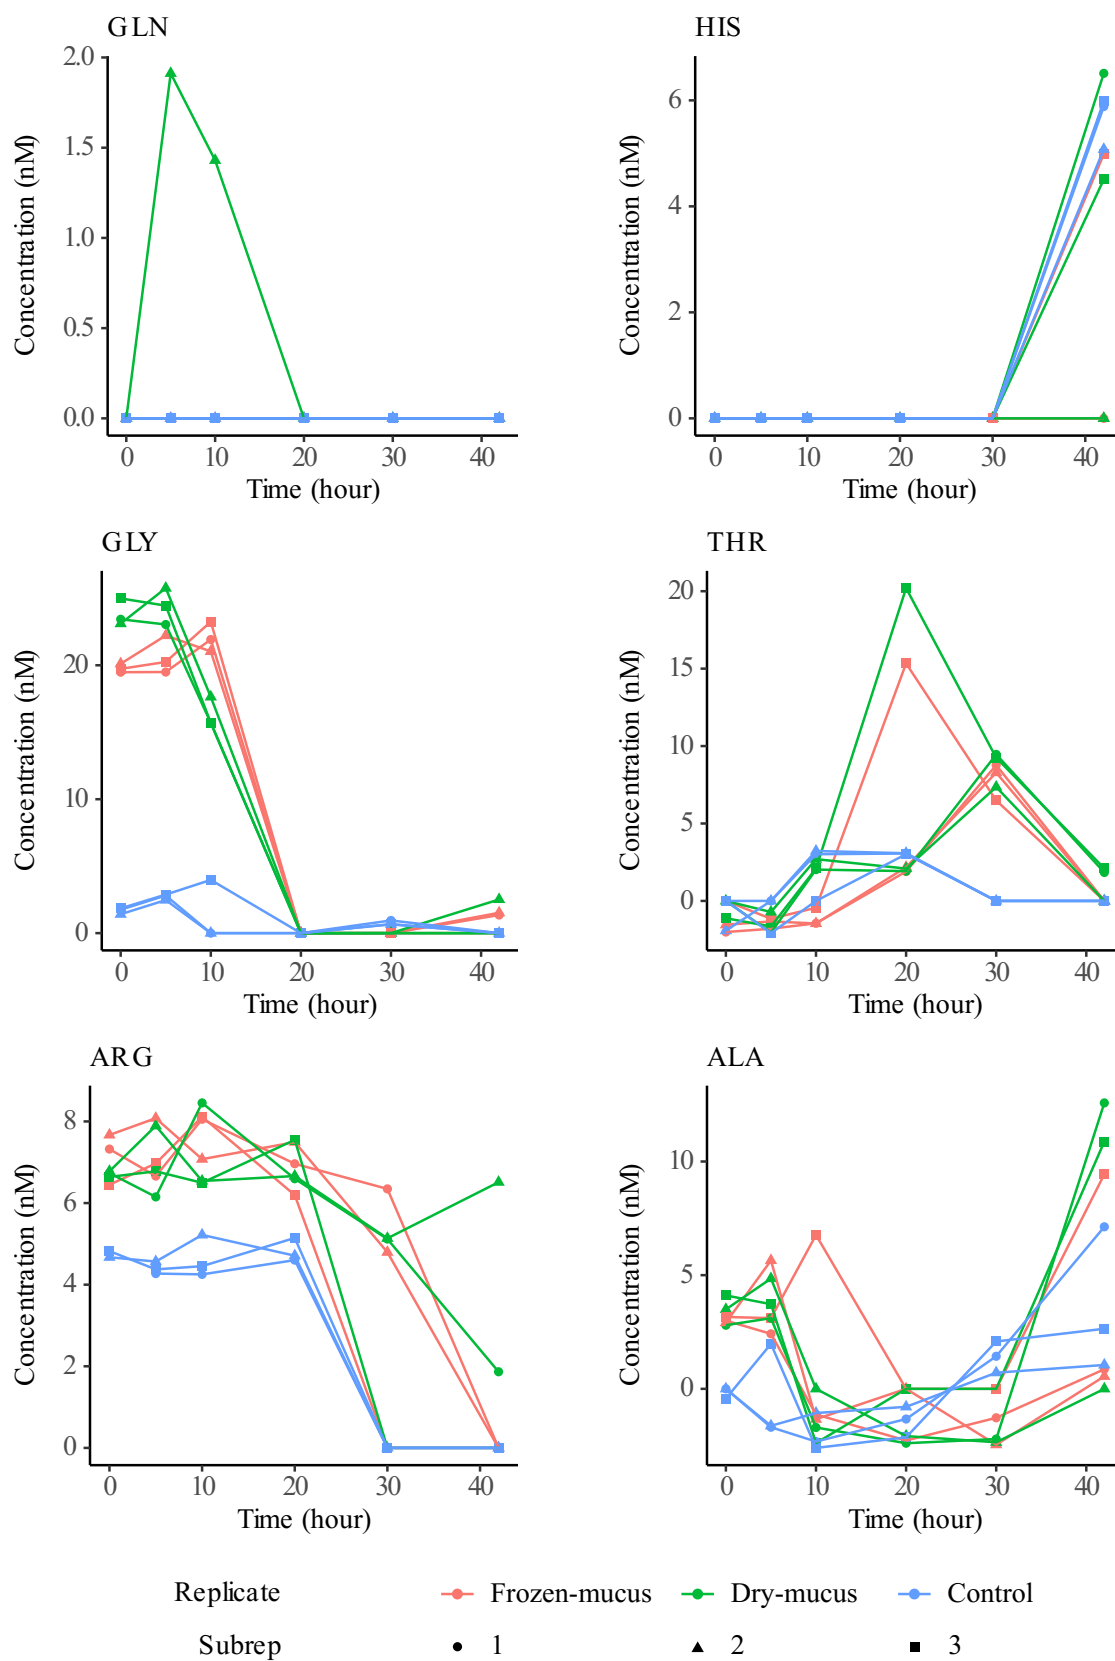 GLN HIS
2.0
1.5
1.0
0.5
0.0
6
4
2
0
Concentration (nM) Concentration (nM)
0 10 20 30 40 0 10 20 30 40
Time (hour) Time (hour)
GLY THR
20
10
0
20
15
10
5
0
Concentration (nM) Concentration (nM)
0 10 20 30 40 0 10 20 30 40
Time (hour) Time (hour)
ARG ALA
8
6
4
2
0
10
5
0
Concentration (nM) Concentration (nM)
0 10 20 30 40 0 10 20 30 40
Time (hour) Time (hour)
Replicate Frozen-mucus Dry-mucus Control
Subrep 1 2 3